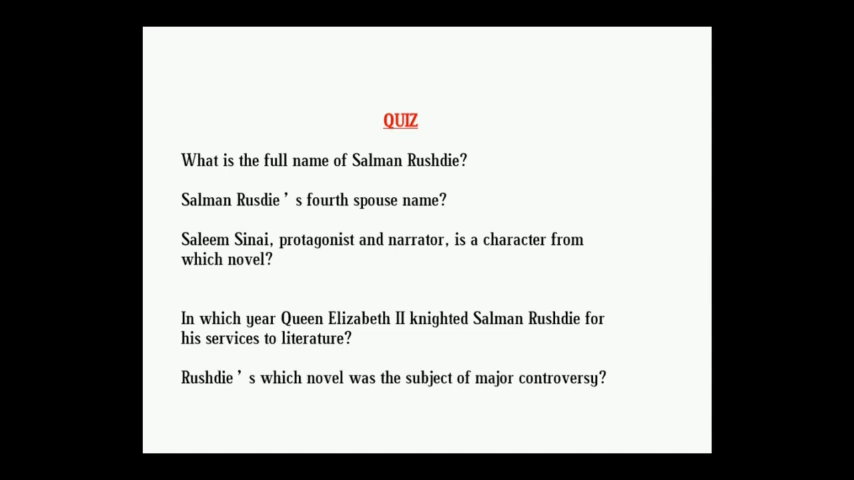 QUIZ
What is the full name of Salman Rushdie?
Salman Rusdie ’ s fourth spouse name?
Saleem Sinai, protagonist and narrator, is a character from
which novel?
In which year Queen Elizabeth II knighted Salman Rushdie for
his services to literature?
Rushdie ’ s which novel was the subject of major controversy?